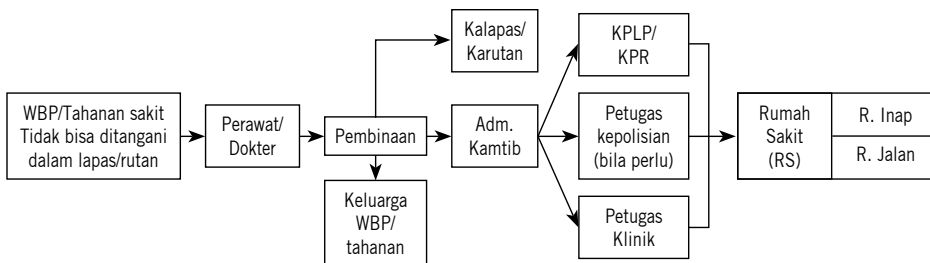 WBP/Tahanan sakit
Tidak bisa ditangani
dalam lapas/rutan
Perawat/
Dokter
Pembinaan
Kalapas/
Karutan
Keluarga
WBP/
tahanan
Adm.
Kamtib
KPLP/
KPR
Petugas
kepolisian
(bila perlu)
Petugas
Klinik
Rumah
Sakit
(RS)
R. Inap
R. Jalan